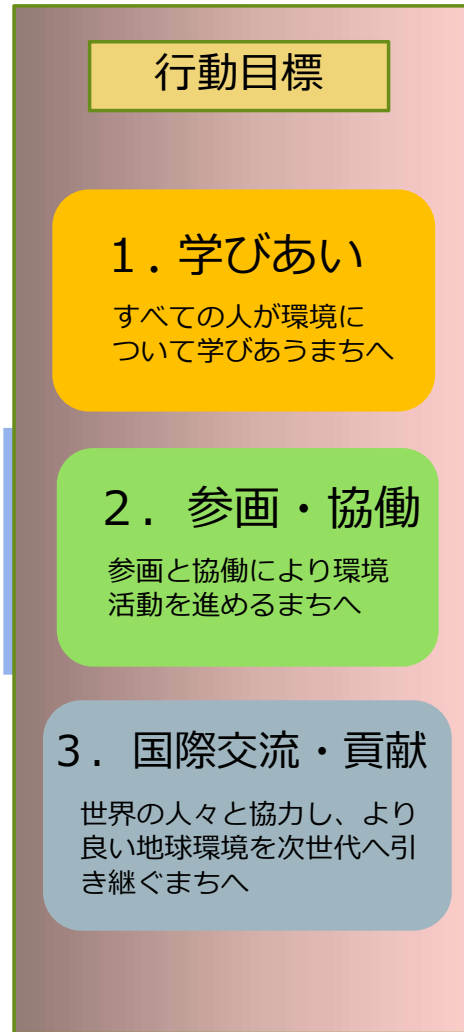 行動目標
１．学びあい
すべての人が環境に
ついて学びあうまちへ
２．参画・協働
参画と協働により環境
活動を進めるまちへ
３．国際交流・貢献
世界の人々と協力し、より
良い地球環境を次世代へ引
き継ぐまちへ